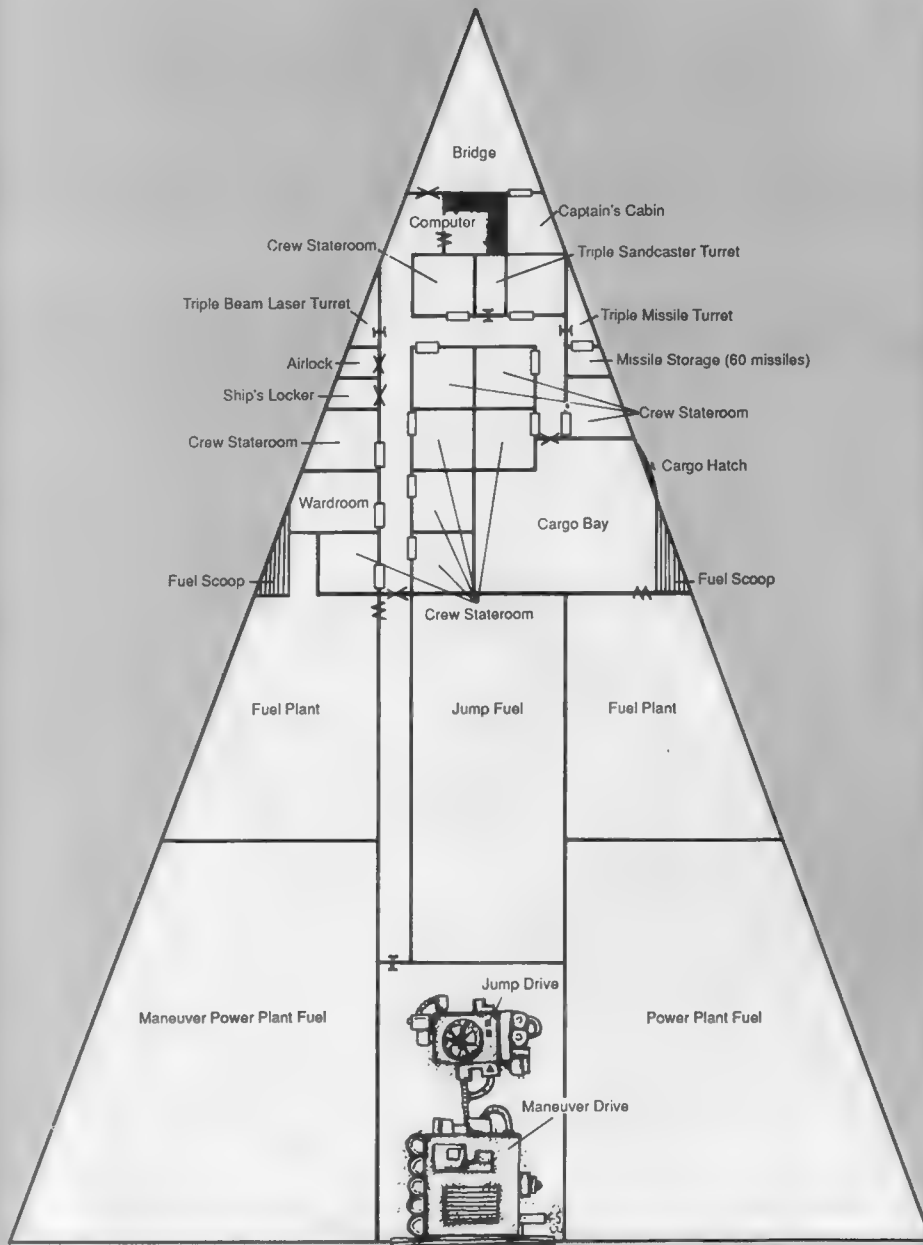 Bridge
Captain's Cabin
Computer
Crew Stateroom
Triple Sandcaster Turret
Triple Beam Laser Turret
Triple Missile Turret
Airlock
Missile Storage (60 missiles)
Ship's Locker
Crew Stateroom
Crew Stateroom
Cargo Hatch
Wardroom
Cargo Bay
Fuel Scoop
Fuel Scoop
Crew Stateroom
Fuel Plant
Jump Fuel
Fuel Plant
Jump Drive
Maneuver Power Plant Fuel
Power Plant Fuel
Maneuver Drive